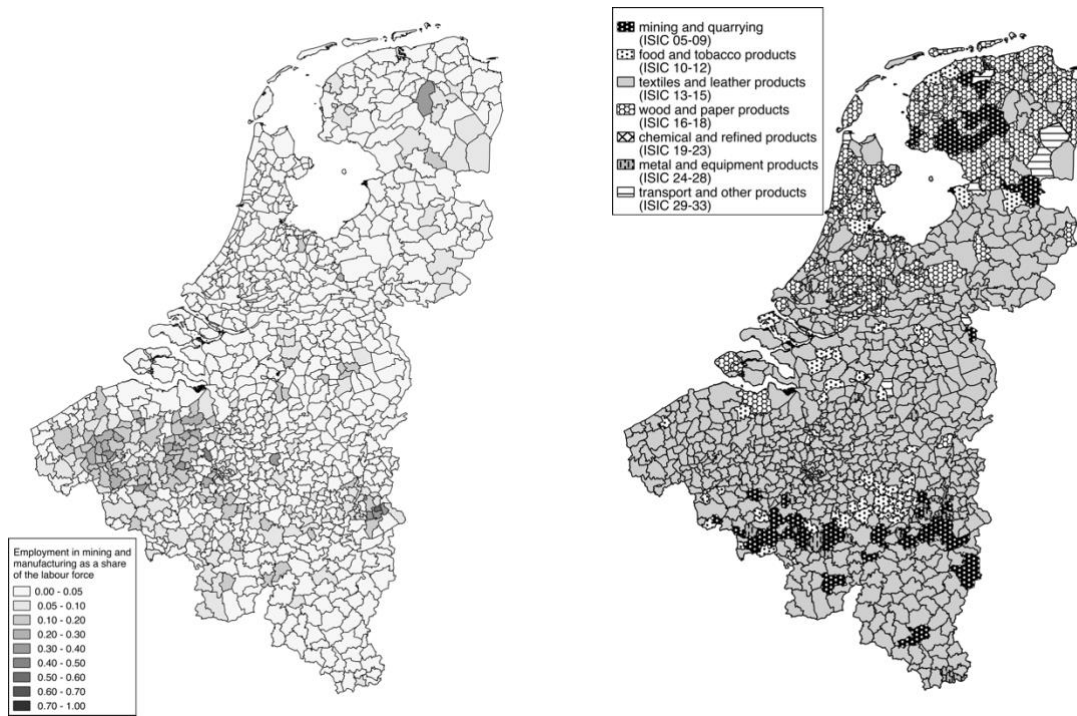 mining and quarrying
(ISIC 05-09)
food and tobacco products
(ISIC 10-12)
textiles and leather products
(ISIC 13-15)
wood and paper products
(ISIC 16-18)
chemical and refined products
(ISIC 19-23)
metal and equipment products
(ISIC 24-28)
transport and other products
(ISIC 29-33)
Employment in mining and
manufacturing as a share
of the labour force
0.00 - 0.05
0.05 - 0.10
0.10 - 0.20
0.20 - 0.30
0.30 - 0.40
0.40 - 0.50
0.50 - 0.60
0.60 - 0.70
0.70 - 1.00